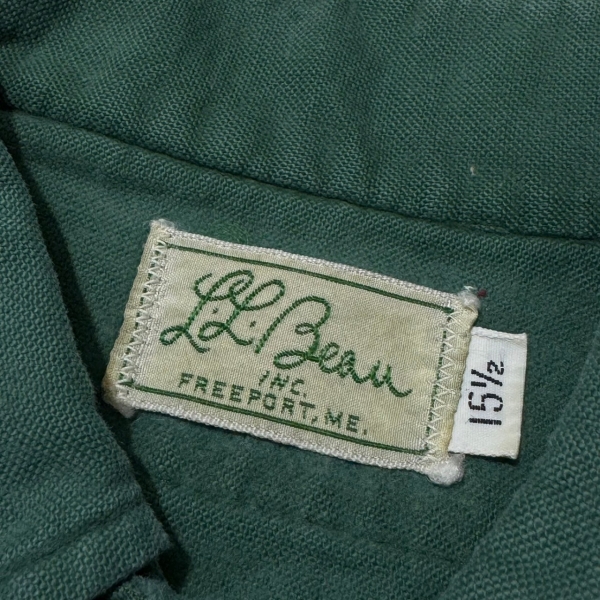 L.L. Bean
INC.
FREEPORT, ME.
15½